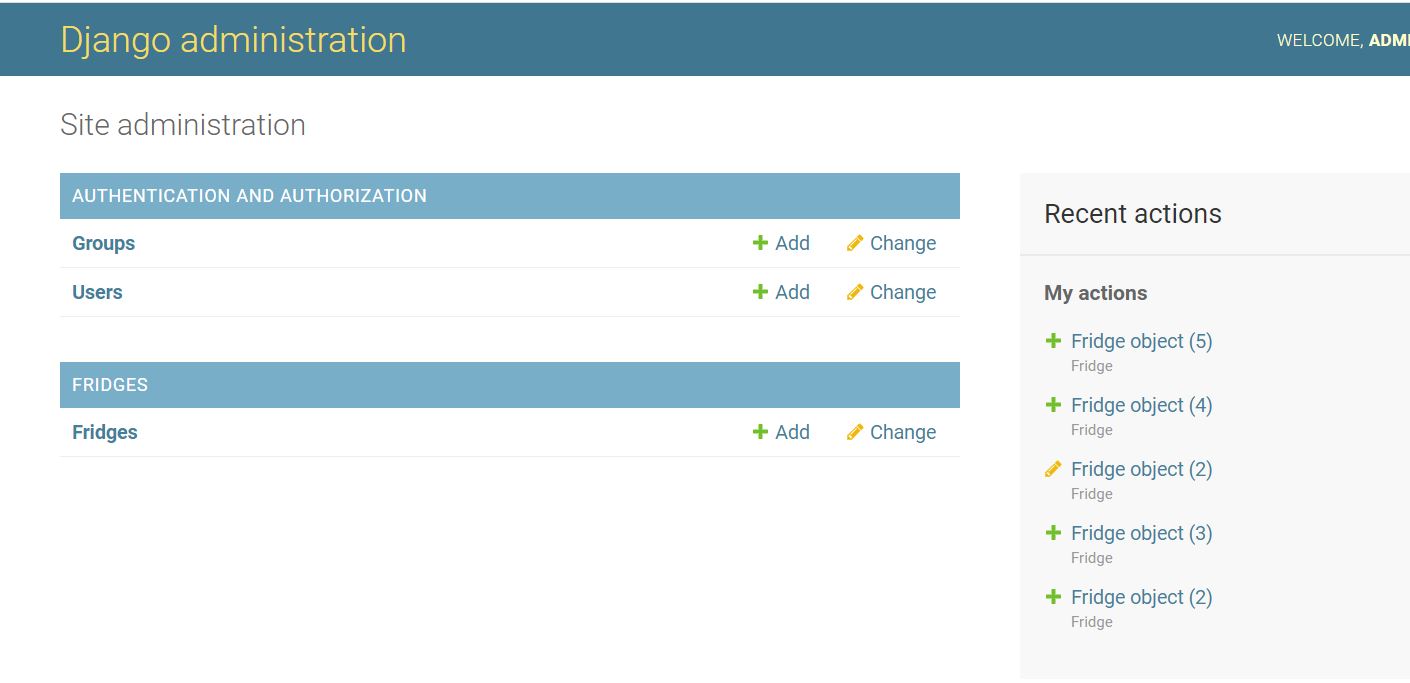 Django administration
WELCOME, ADMI
Site administration
AUTHENTICATION AND AUTHORIZATION
Groups Add Change
Users Add Change
FRIDGES
Fridges Add Change
Recent actions
My actions
Fridge object (5)
Fridge
Fridge object (4)
Fridge
Fridge object (2)
Fridge
Fridge object (3)
Fridge
Fridge object (2)
Fridge